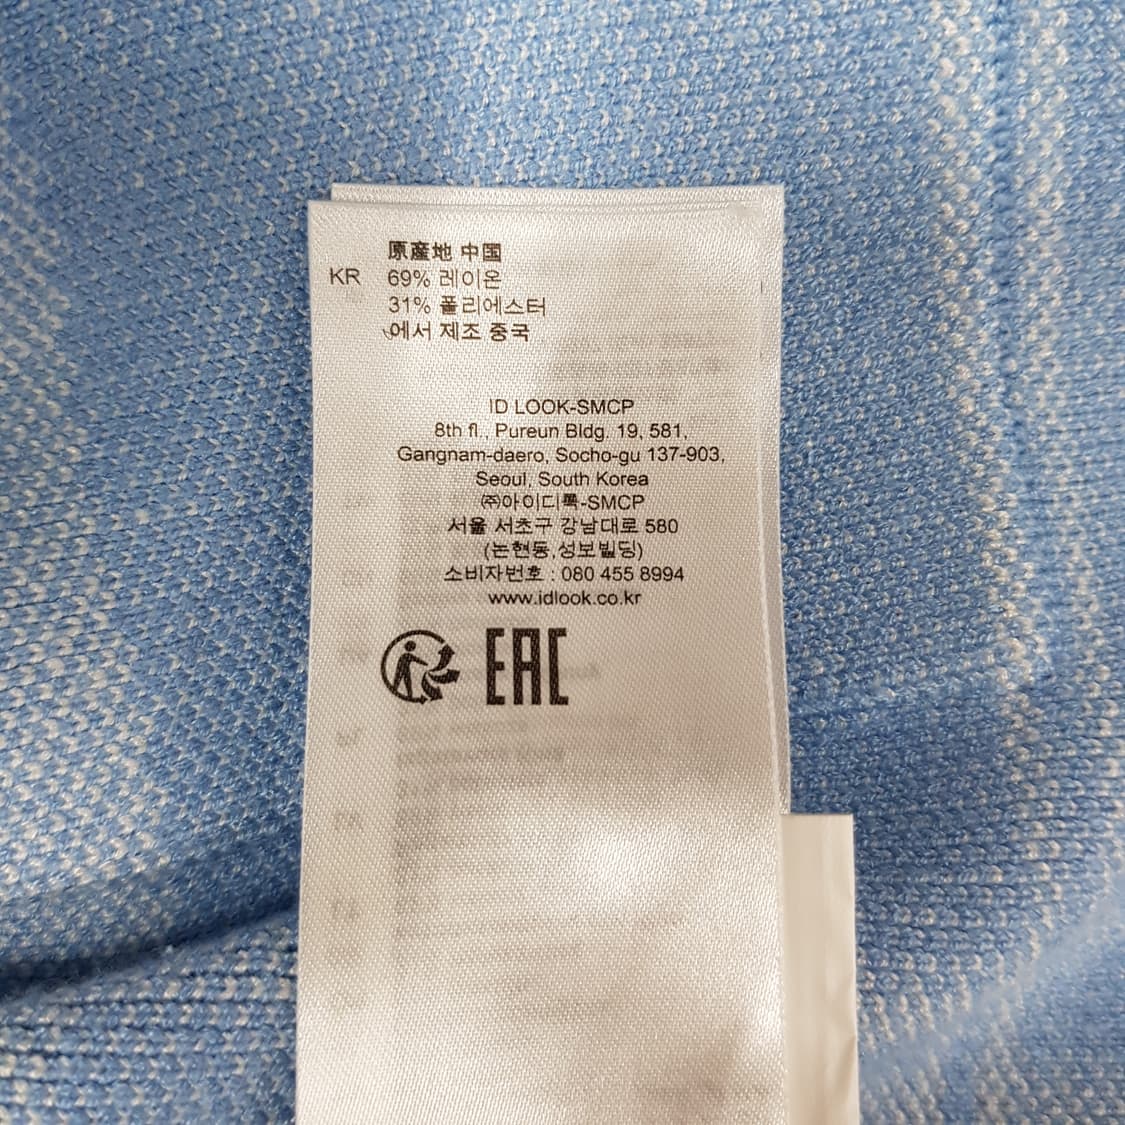 原産地 中国
KR 69% 레이온
31% 폴리에스터
에서 제조 중국
ID LOOK-SMCP
8th fl., Pureun Bldg. 19, 581,
Gangnam-daero, Socho-gu 137-903,
Seoul, South Korea
㈜아이디룩-SMCP
서울 서초구 강남대로 580
(논현동,성보빌딩)
소비자번호 : 080 455 8994
www.idlook.co.kr
EAC